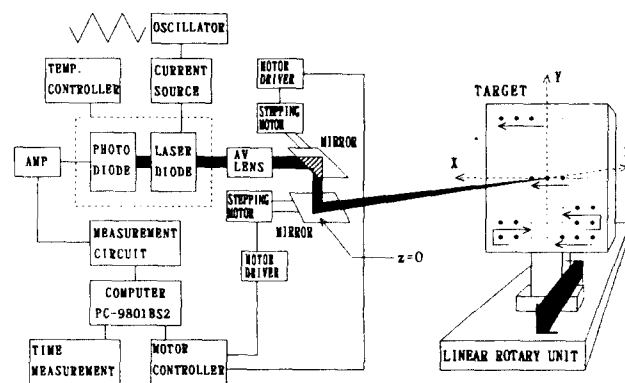 OSCILLATOR
TEMP.
CONTROLLER
CURRENT
SOURCE
MOTOR
DRIVER
STEPPING
MOTOR
MIRROR
AMP
PHOTO
DIODE
LASER
DIODE
AV
LENS
STEPPING
MOTOR
MIRROR
MOTOR
DRIVER
z=0
MEASUREMENT
CIRCUIT
COMPUTER
PC-9801BS2
TIME
MEASUREMENT
MOTOR
CONTROLLER
TARGET
Y
X
LINEAR ROTARY UNIT